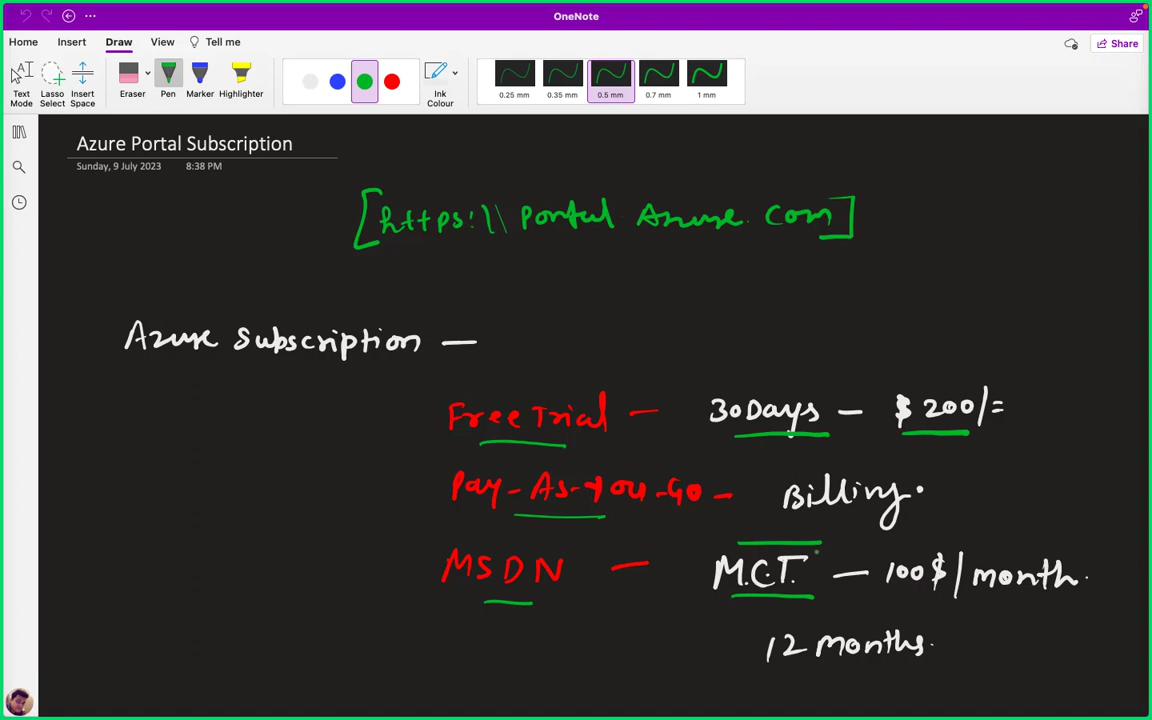 OneNote
Home Insert Draw View Tell me
Share
Text Mode
Lasso Select
Insert Space
Eraser
Pen
Marker
Highlighter
Ink Colour
0.25 mm
0.35 mm
0.5 mm
0.7 mm
1 mm
Azure Portal Subscription
Sunday, 9 July 2023 8:38 PM
[https:\\ Portal. Azure. Com]
Azure Subscription —
Free Trial — 30 Days — $200/=
Pay-As-You-Go — Billing.
MSDN — M.C.T. — 100$/month.
12 months.